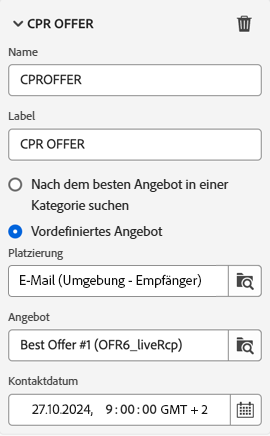 CPR OFFER
Name
CPROFFER
Label
CPR OFFER
Nach dem besten Angebot in einer
Kategorie suchen
Vordefiniertes Angebot
Platzierung
E-Mail (Umgebung - Empfänger)
Angebot
Best Offer #1 (OFR6_liveRcp)
Kontaktdatum
27.10.2024, 9:00:00 GMT + 2